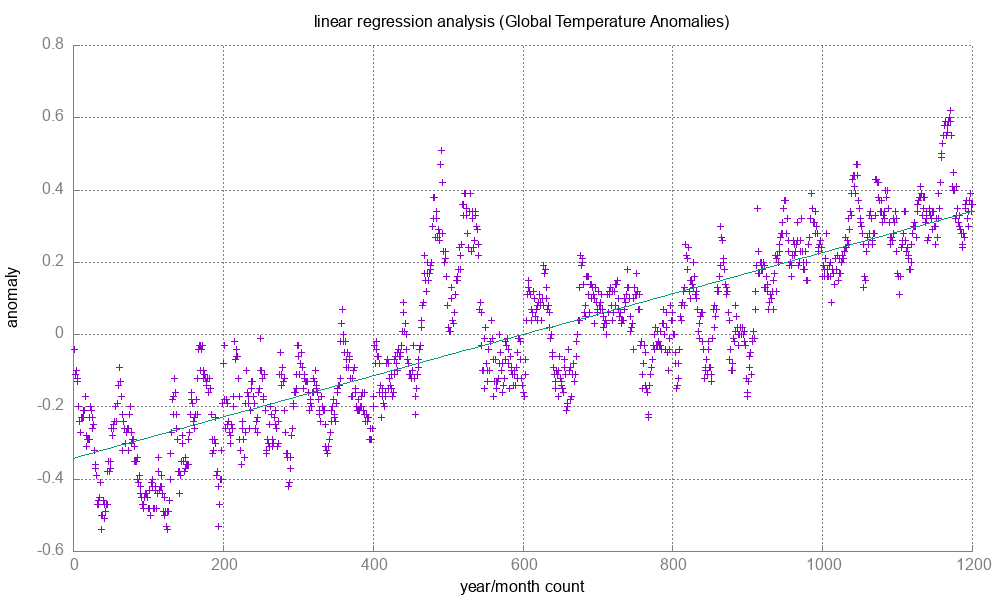 linear regression analysis (Global Temperature Anomalies)
0.8
0.6
0.4
0.2
0
-0.2
-0.4
-0.6
anomaly
0 200 400 600 800 1000 1200
year/month count